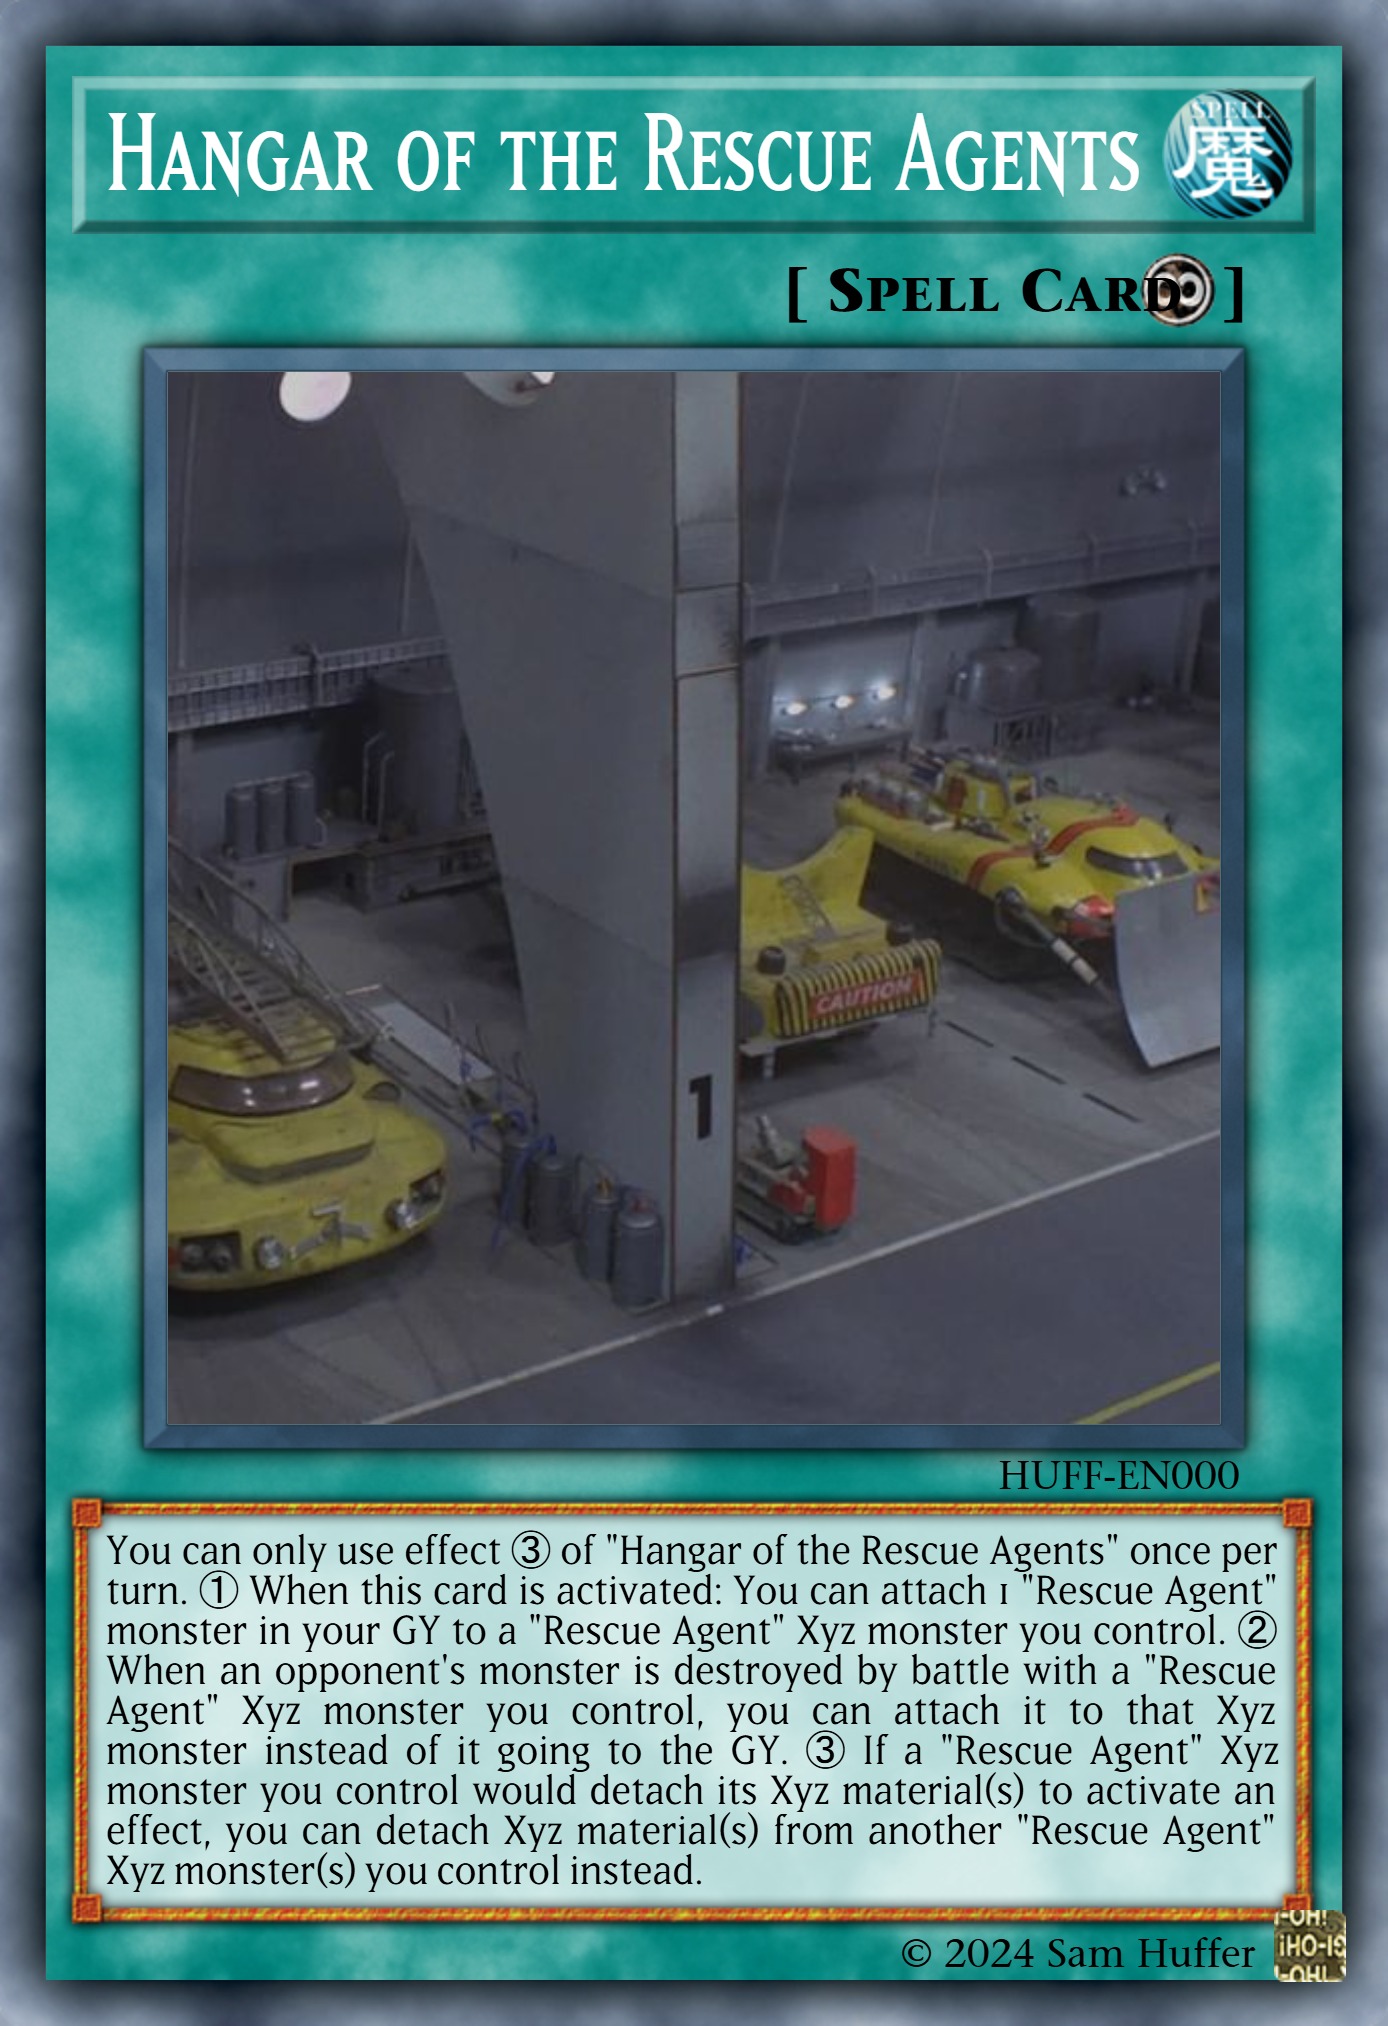 Hangar of the Rescue Agents
SPELL
魔
[ Spell Card ]
CAUTION
1
HUFF-EN000
You can only use effect ③ of "Hangar of the Rescue Agents" once per
turn. ① When this card is activated: You can attach 1 "Rescue Agent"
monster in your GY to a "Rescue Agent" Xyz monster you control. ②
When an opponent's monster is destroyed by battle with a "Rescue
Agent" Xyz monster you control, you can attach it to that Xyz
monster instead of it going to the GY. ③ If a "Rescue Agent" Xyz
monster you control would detach its Xyz material(s) to activate an
effect, you can detach Xyz material(s) from another "Rescue Agent"
Xyz monster(s) you control instead.
© 2024 Sam Huffer